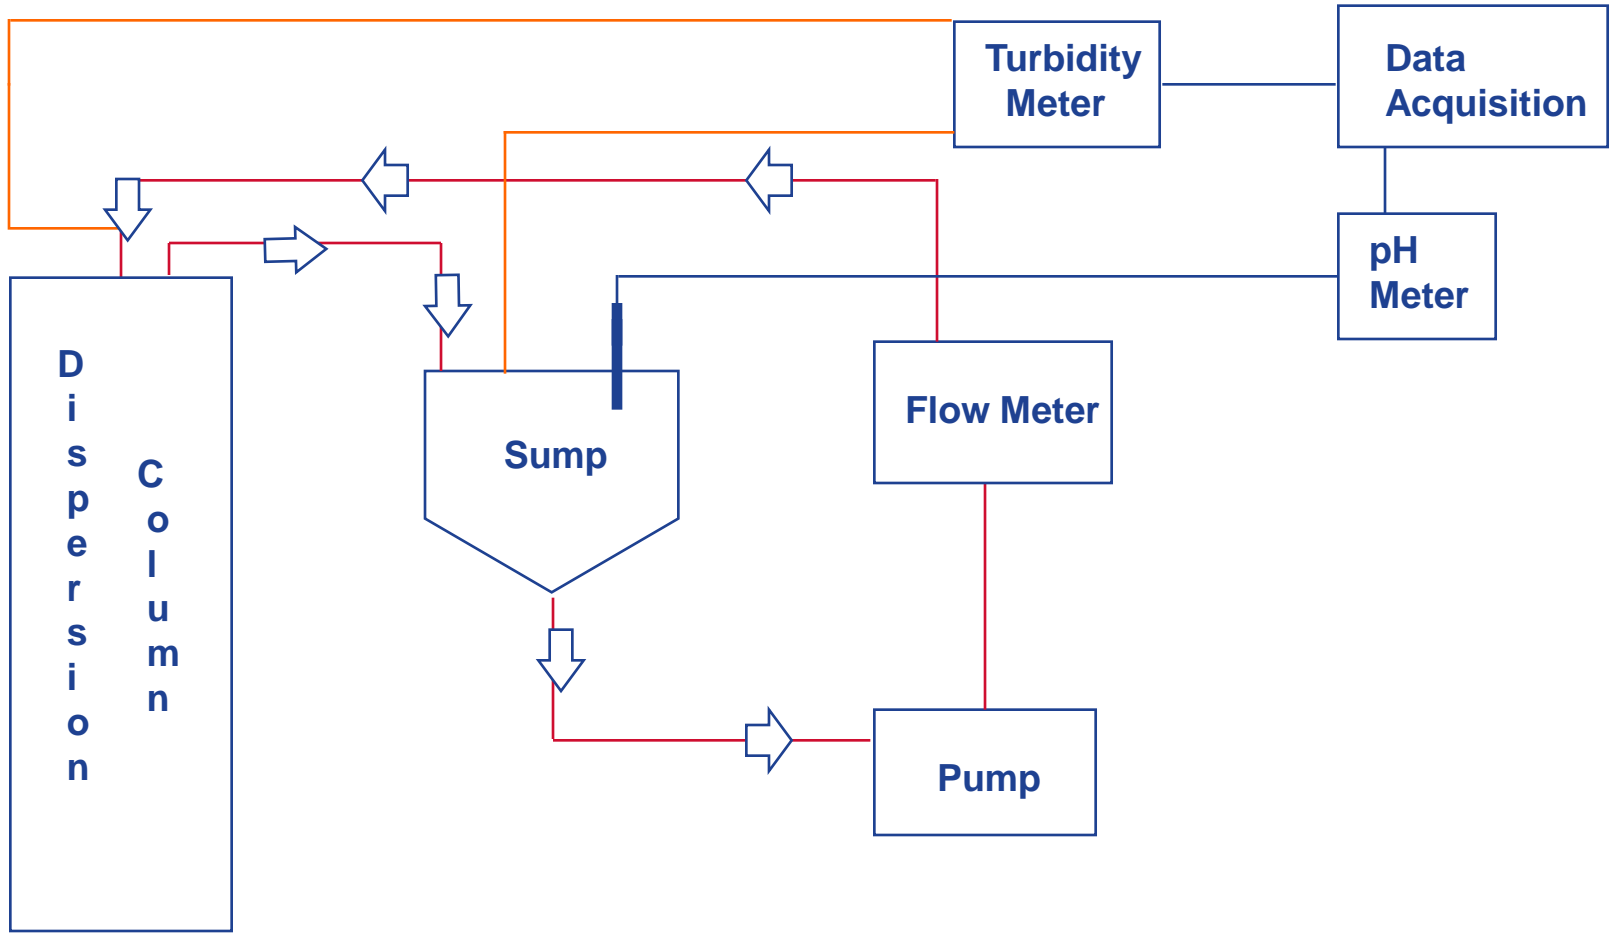 Turbidity
Meter
Data
Acquisition
pH
Meter
Flow Meter
Sump
Pump
D
i
s
p
e
r
s
i
o
n
C
o
l
u
m
n